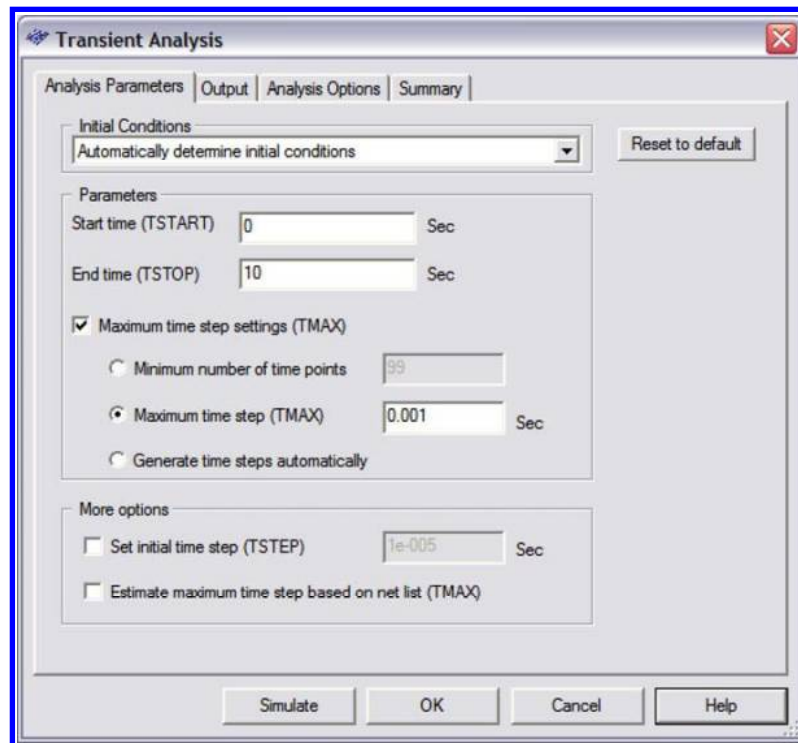 Transient Analysis
Analysis Parameters Output Analysis Options Summary
Initial Conditions
Automatically determine initial conditions
Reset to default
Parameters
Start time (TSTART) 0 Sec
End time (TSTOP) 10 Sec
Maximum time step settings (TMAX)
Minimum number of time points 99
Maximum time step (TMAX) 0.001 Sec
Generate time steps automatically
More options
Set initial time step (TSTEP) 1e-005 Sec
Estimate maximum time step based on net list (TMAX)
Simulate OK Cancel Help